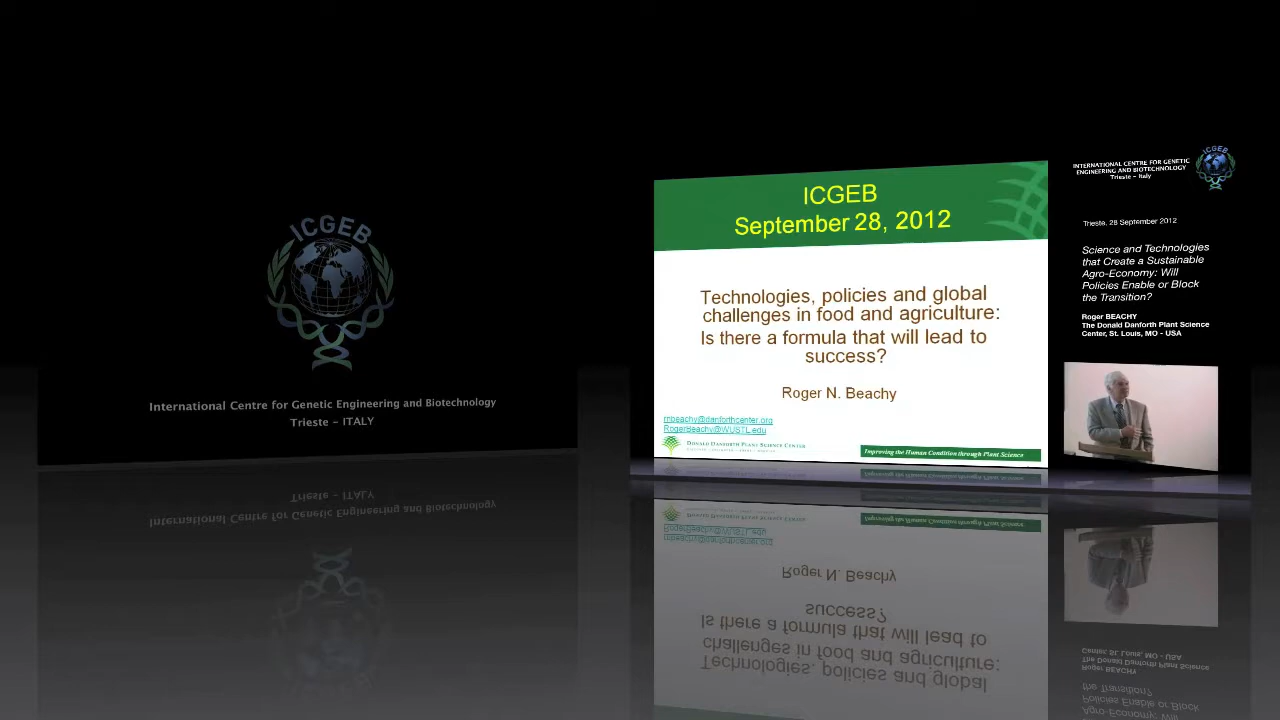 ICGEB
International Centre for Genetic Engineering and Biotechnology
Trieste - ITALY
ICGEB
September 28, 2012
Technologies, policies and global
challenges in food and agriculture:
Is there a formula that will lead to
success?
Roger N. Beachy
rnbeachy@danforthcenter.org
RogerBeachy@WUSTL.edu
DONALD DANFORTH PLANT SCIENCE CENTER
Improving the Human Condition through Plant Science
INTERNATIONAL CENTRE FOR GENETIC
ENGINEERING AND BIOTECHNOLOGY
Trieste - Italy
ICGEB
Trieste, 28 September 2012
Science and Technologies
that Create a Sustainable
Agro-Economy: Will
Policies Enable or Block
the Transition?
Roger BEACHY
The Donald Danforth Plant Science
Center, St. Louis, MO - USA